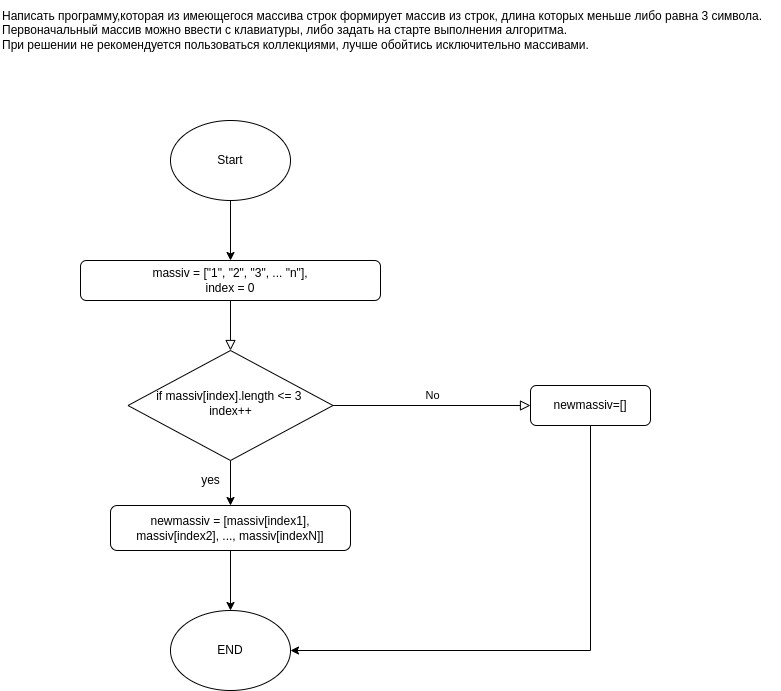 Написать программу,которая из имеющегося массива строк формирует массив из строк, длина которых меньше либо равна 3 символа.
Первоначальный массив можно ввести с клавиатуры, либо задать на старте выполнения алгоритма.
При решении не рекомендуется пользоваться коллекциями, лучше обойтись исключительно массивами.
Start
massiv = ["1", "2", "3", ... "n"],
index = 0
if massiv[index].length <= 3
index++
No
newmassiv=[]
yes
newmassiv = [massiv[index1],
massiv[index2], ..., massiv[indexN]]
END